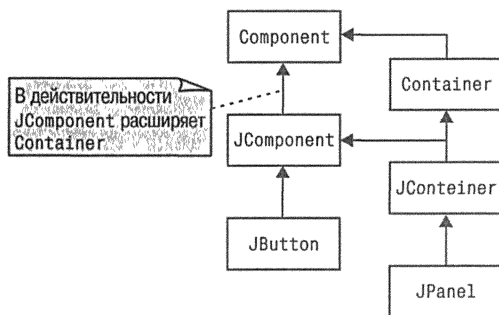 Component
В действительности
JComponent расширяет
Container
Container
JComponent
JConteiner
JButton
JPanel